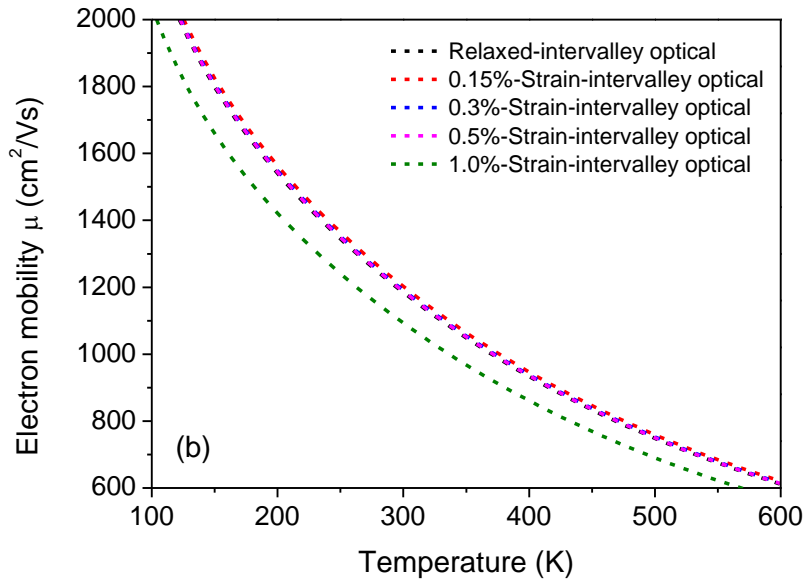 2000
1800
1600
1400
1200
1000
800
600
Electron mobility μ (cm²/Vs)
Relaxed-intervalley optical
0.15%-Strain-intervalley optical
0.3%-Strain-intervalley optical
0.5%-Strain-intervalley optical
1.0%-Strain-intervalley optical
(b)
100 200 300 400 500 600
Temperature (K)